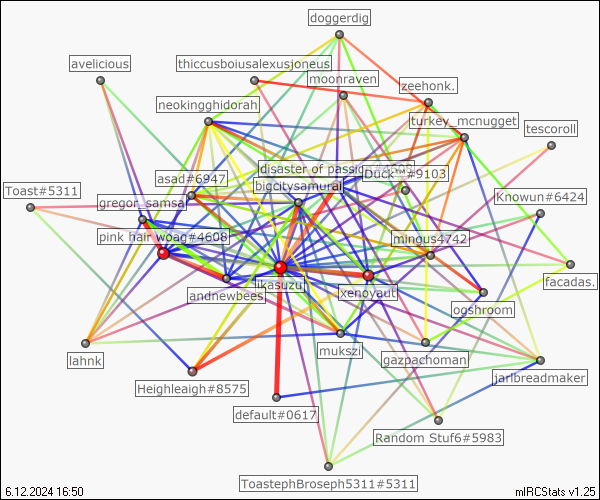 doggerdig
avelicious
thiccusboiusalexusjoneus
moonraven
zeehonk.
neokingghidorah
turkey_mcnugget
tescoroll
disaster of passion
Duck™#9103
asad#6947
bigcitysamurai
Toast#5311
Knowun#6424
gregor_samsa
pink hair woag#4608
mingus4742
facadas.
likasuzu
xenoyaut
andnewbees
ogshroom
mukszi
gazpachoman
lahnk
jarlbreadmaker
Heighleaigh#8575
default#0617
Random Stuf6#5983
ToastephBroseph5311#5311
6.12.2024 16:50
mIRCStats v1.25